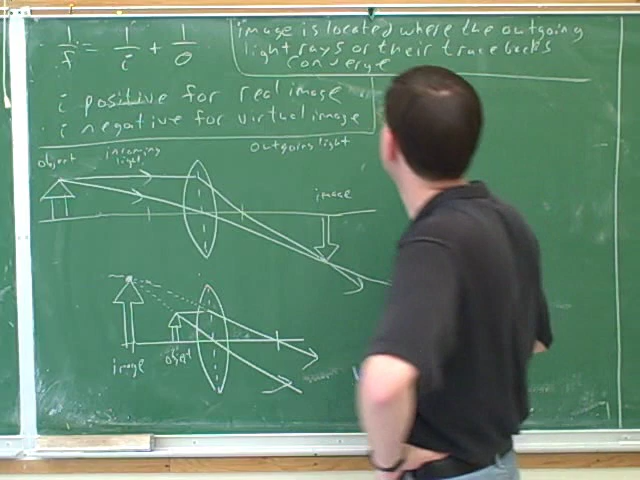 1/f = 1/i + 1/o
image is located where the outgoing
light rays or their tracebacks
converge
i positive for real image
i negative for virtual image
object
incoming
light
outgoing light
image
image
object